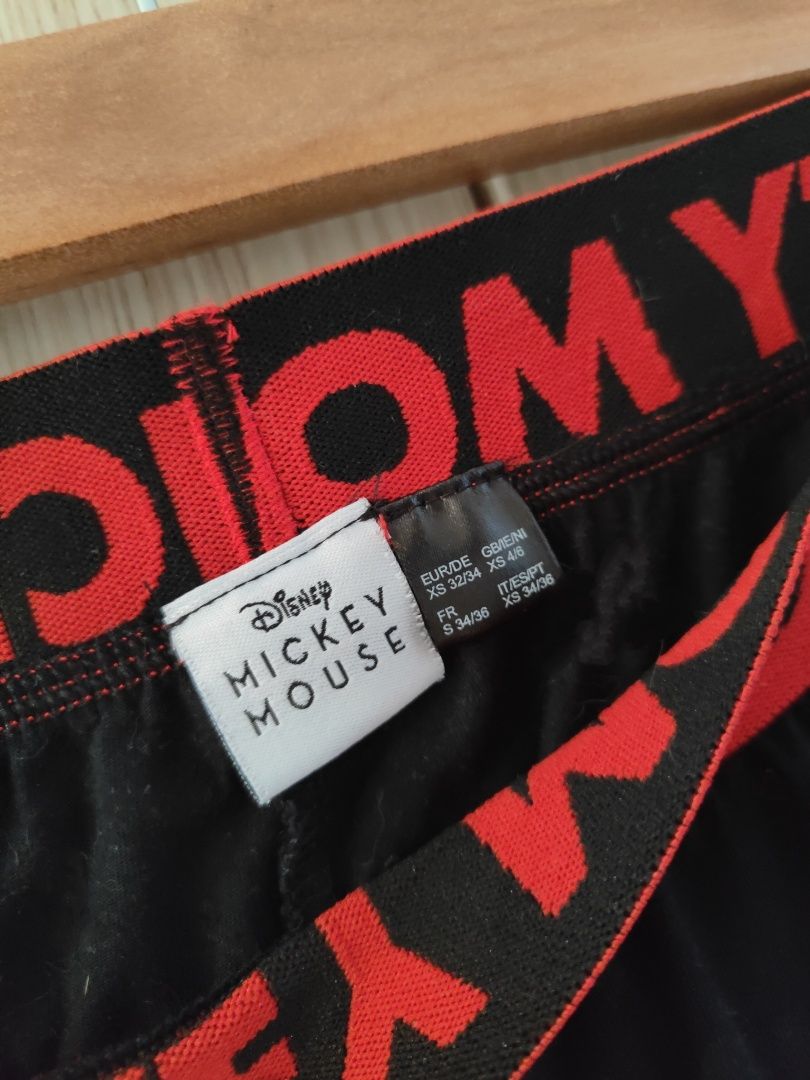 Disney
MICKEY
MOUSE
EUR/DE GB/IE/NI
XS 32/34 XS 4/6
FR IT/ES/PT
S 34/36 XS 34/36
EY M